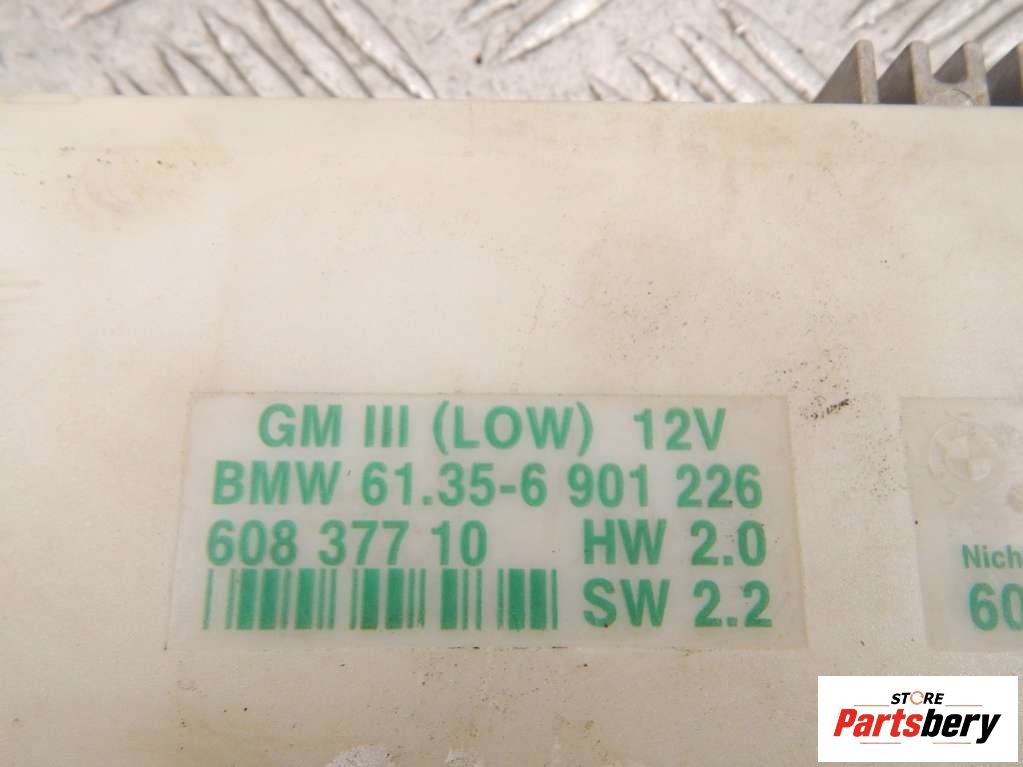 GM III (LOW) 12V
BMW 61.35-6 901 226
608 377 10 HW 2.0
SW 2.2
Nich
60
STORE
Partsbery